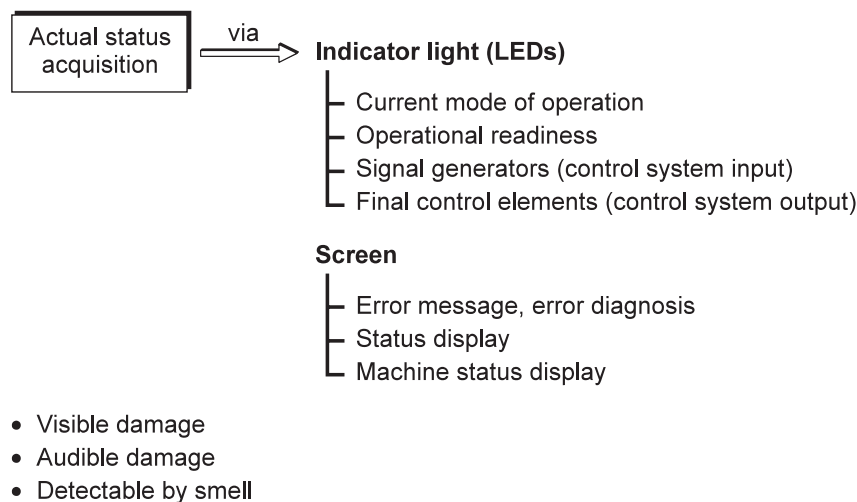 Actual status
acquisition
via
Indicator light (LEDs)
Current mode of operation
Operational readiness
Signal generators (control system input)
Final control elements (control system output)
Screen
Error message, error diagnosis
Status display
Machine status display
• Visible damage
• Audible damage
• Detectable by smell